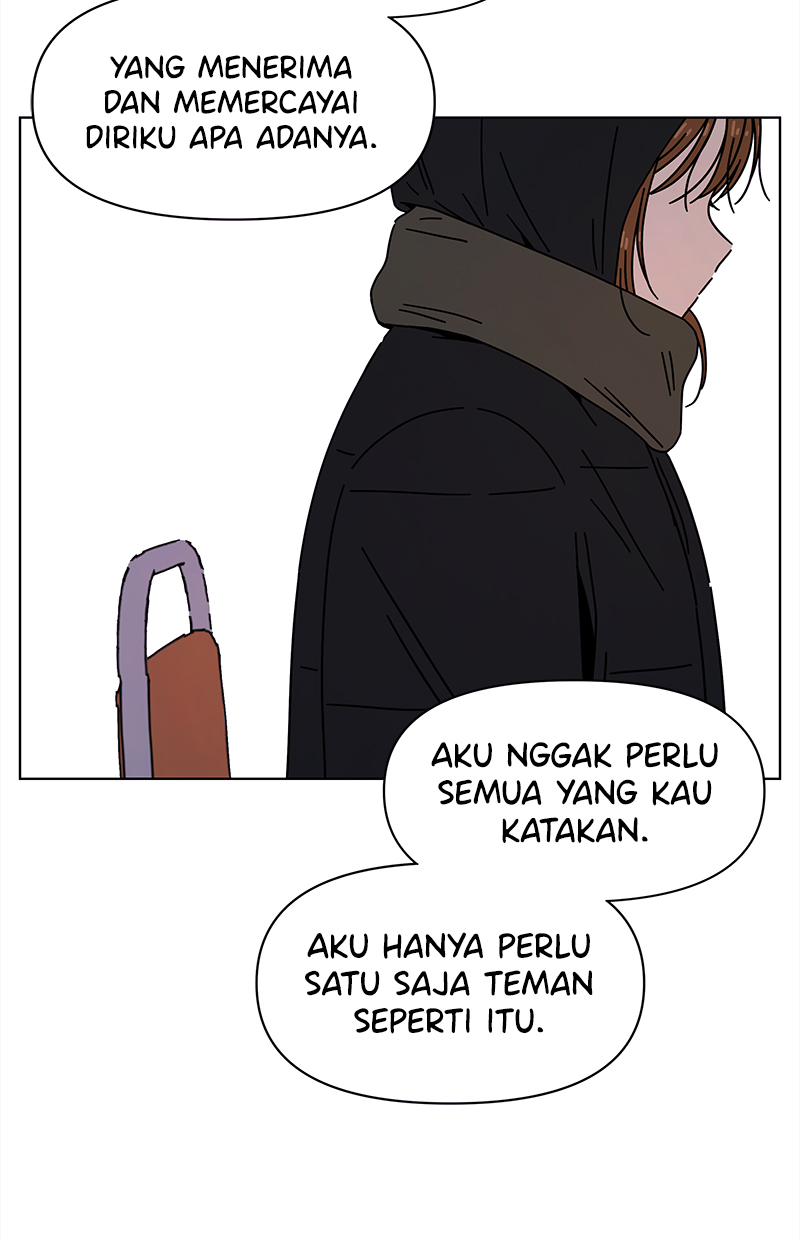 YANG MENERIMA
DAN MEMERCAYAI
DIRIKU APA ADANYA.
AKU NGGAK PERLU
SEMUA YANG KAU
KATAKAN.
AKU HANYA PERLU
SATU SAJA TEMAN
SEPERTI ITU.